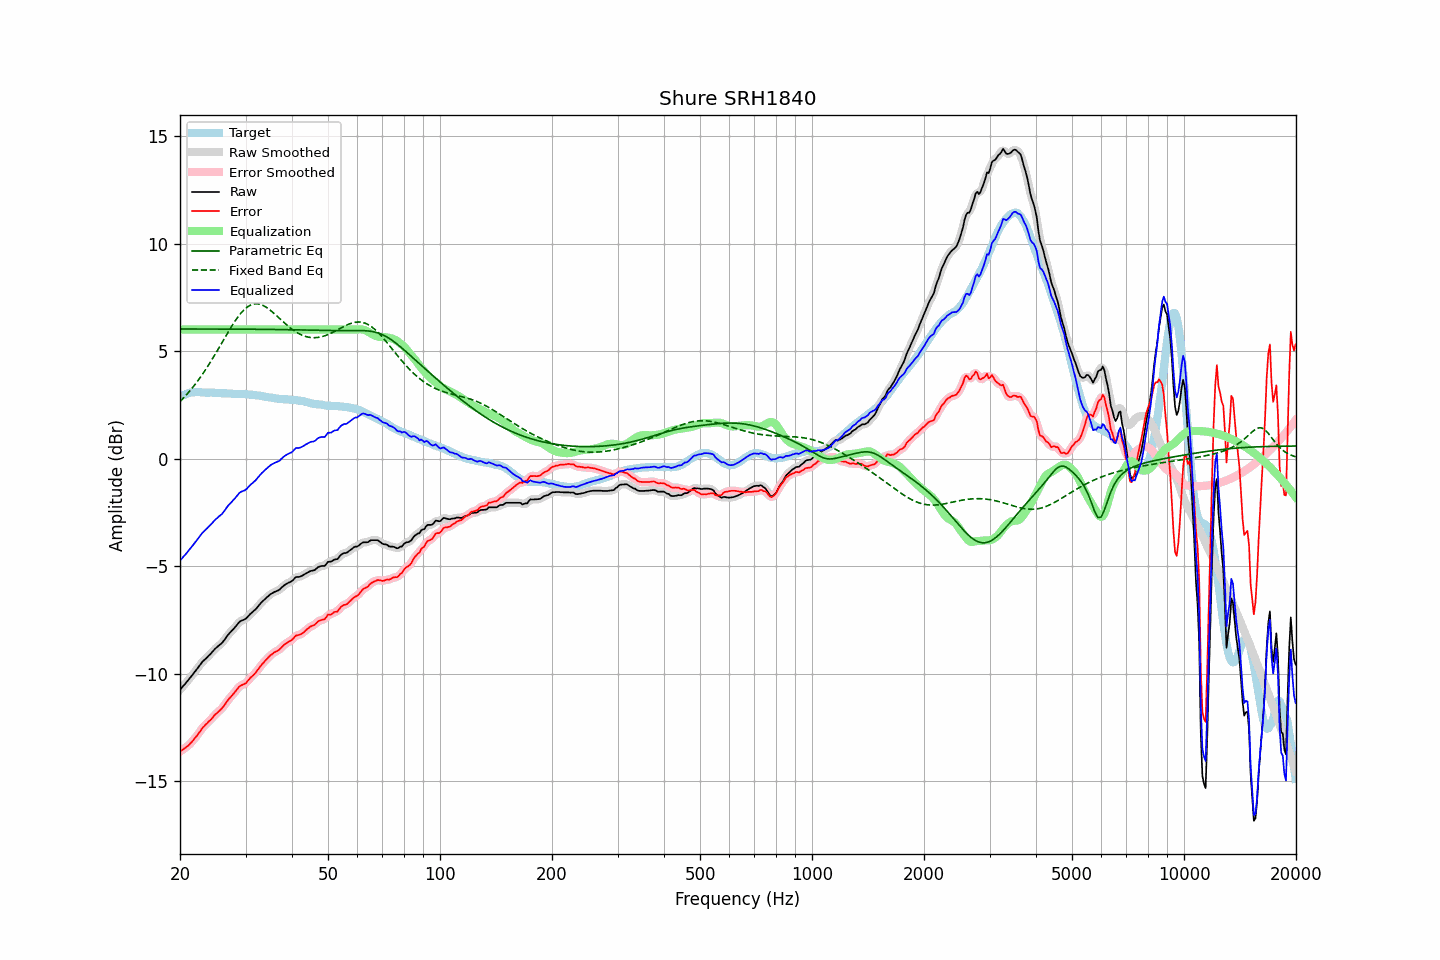 Shure SRH1840
Target
Raw Smoothed
Error Smoothed
Raw
Error
Equalization
Parametric Eq
Fixed Band Eq
Equalized
15
10
5
0
−5
−10
−15
Amplitude (dBr)
20
50
100
200
500
1000
2000
5000
10000
20000
Frequency (Hz)